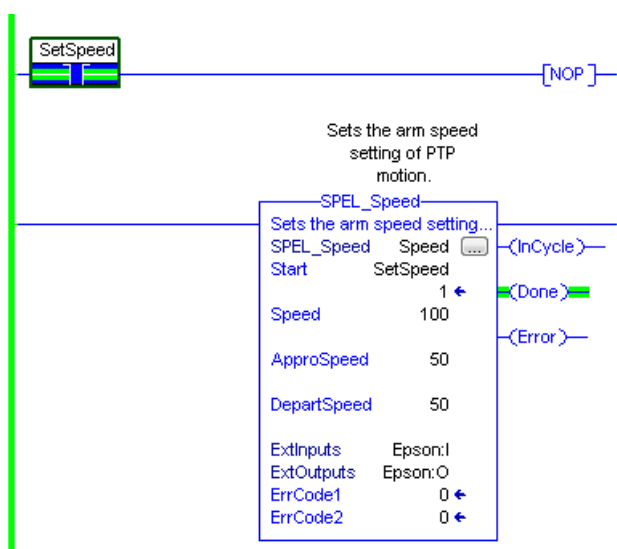 SetSpeed
NOP
Sets the arm speed
setting of PTP
motion.
SPEL_Speed
Sets the arm speed setting...
SPEL_Speed Speed ... InCycle
Start SetSpeed
1 Done
Speed 100
Error
ApproSpeed 50
DepartSpeed 50
ExtInputs Epson:I
ExtOutputs Epson:O
ErrCode1 0
ErrCode2 0